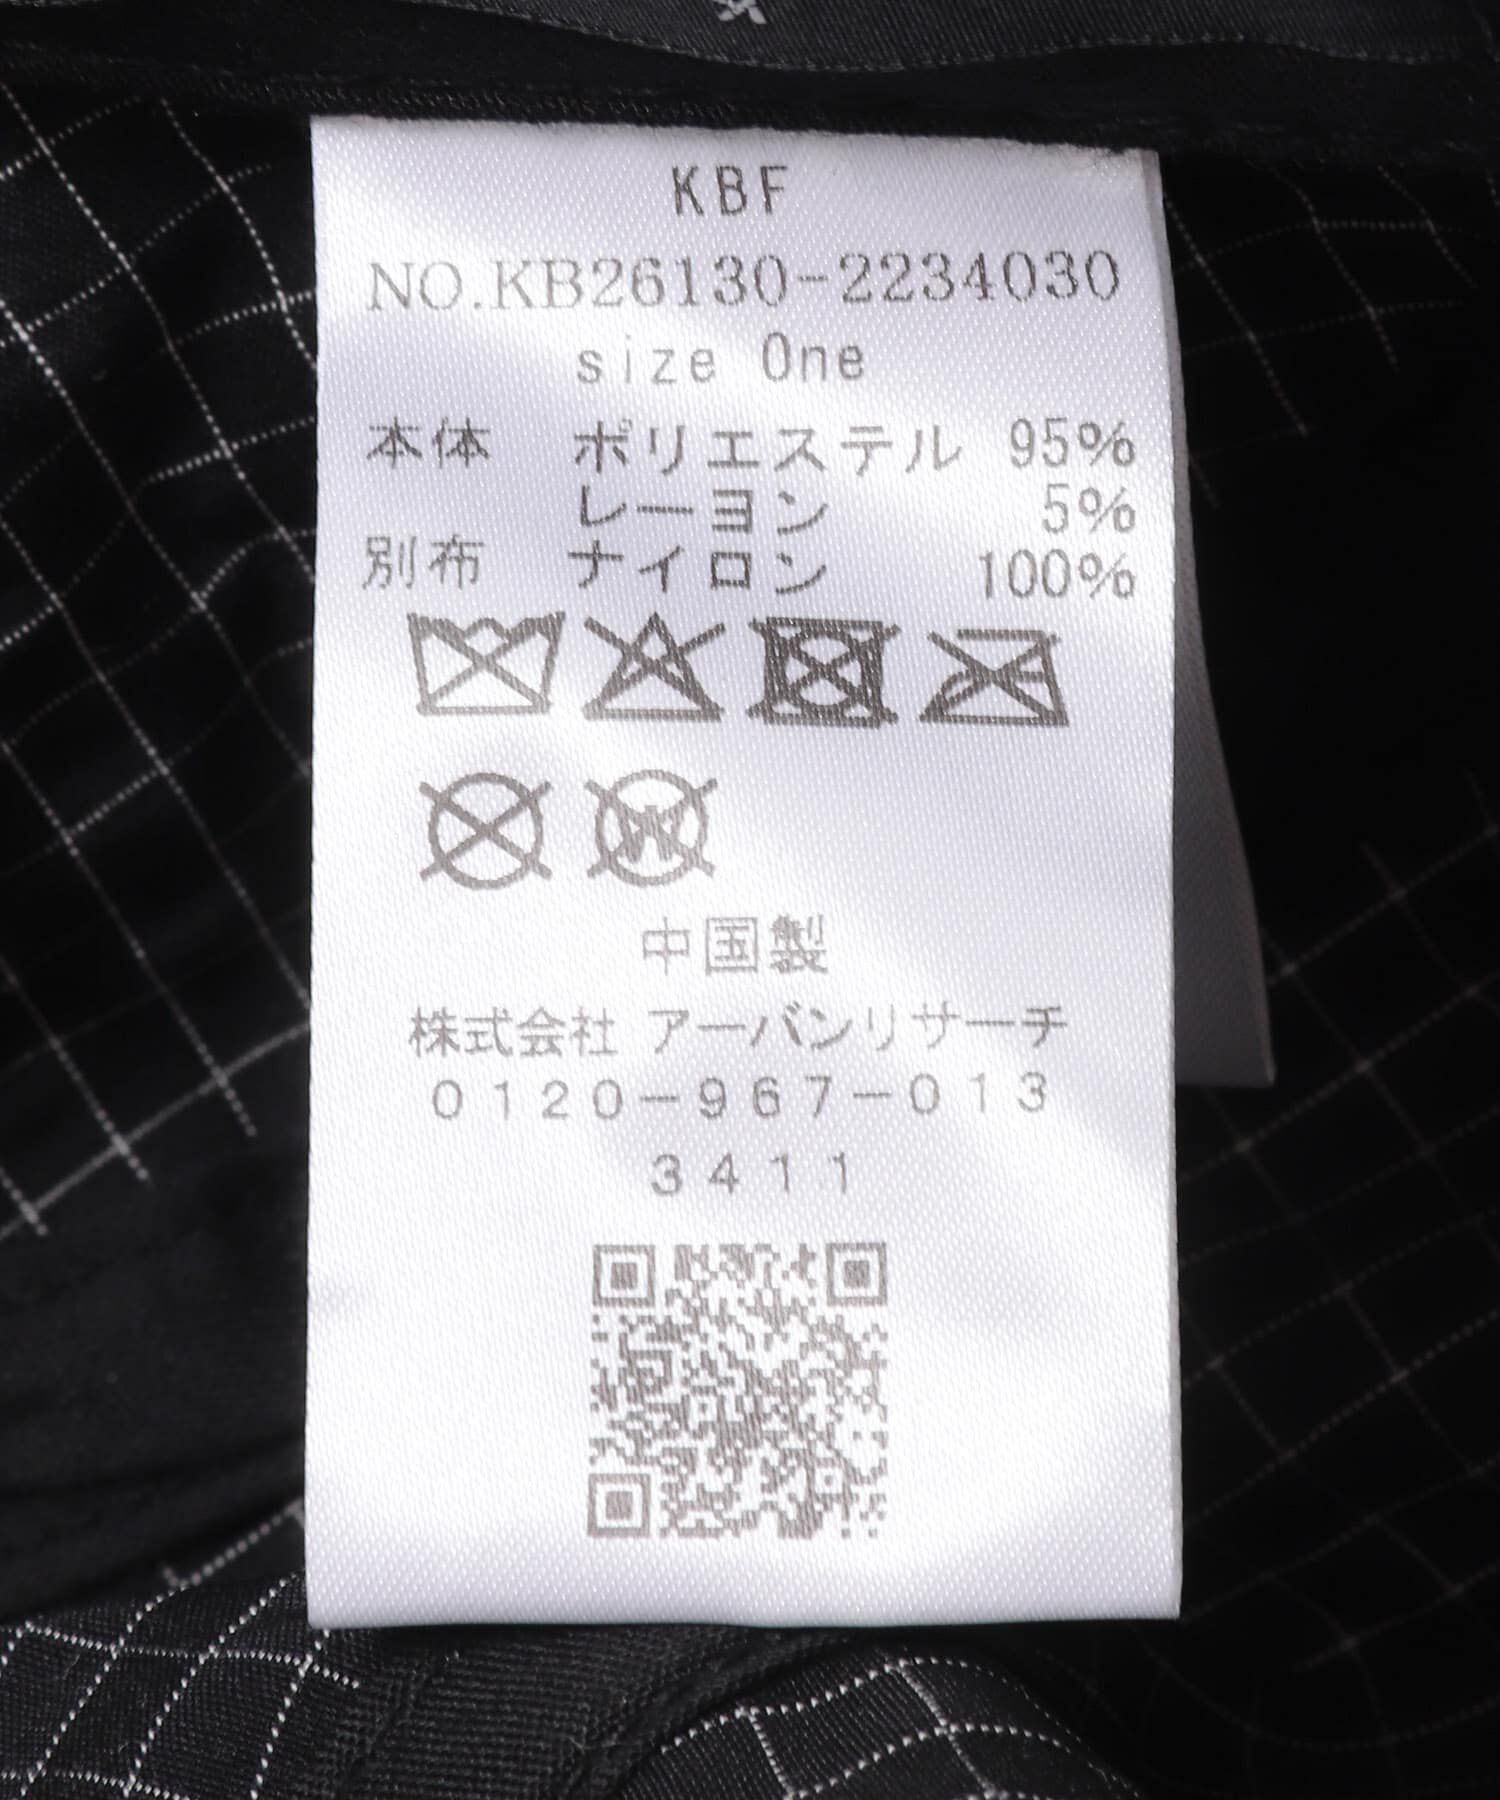 KBF
NO.KB26130-2234030
size One
本体 ポリエステル 95%
レーヨン 5%
別布 ナイロン 100%
中国製
株式会社 アーバンリサーチ
0120-967-013
3411